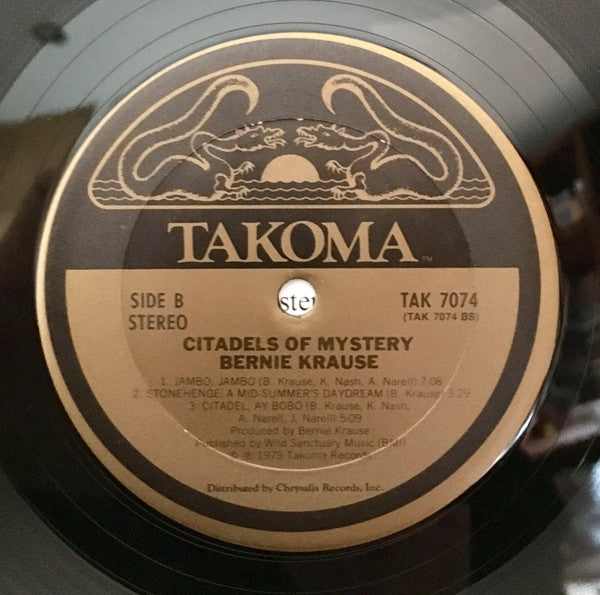 TAKOMA™
SIDE B
STEREO
ste
TAK 7074
(TAK 7074 BS)
CITADELS OF MYSTERY
BERNIE KRAUSE
1. JAMBO, JAMBO (B. Krause, K. Nash, A. Narell) 7:08
2. STONEHENGE: A MID-SUMMER'S DAYDREAM (B. Krause) 3:29
3. CITADEL, AY BOBO (B. Krause, K. Nash,
A. Narell, J. Narell) 5:09
Produced by Bernie Krause
Published by Wild Sanctuary Music (BMI)
© ℗ 1979 Takoma Records
Distributed by Chrysalis Records, Inc.